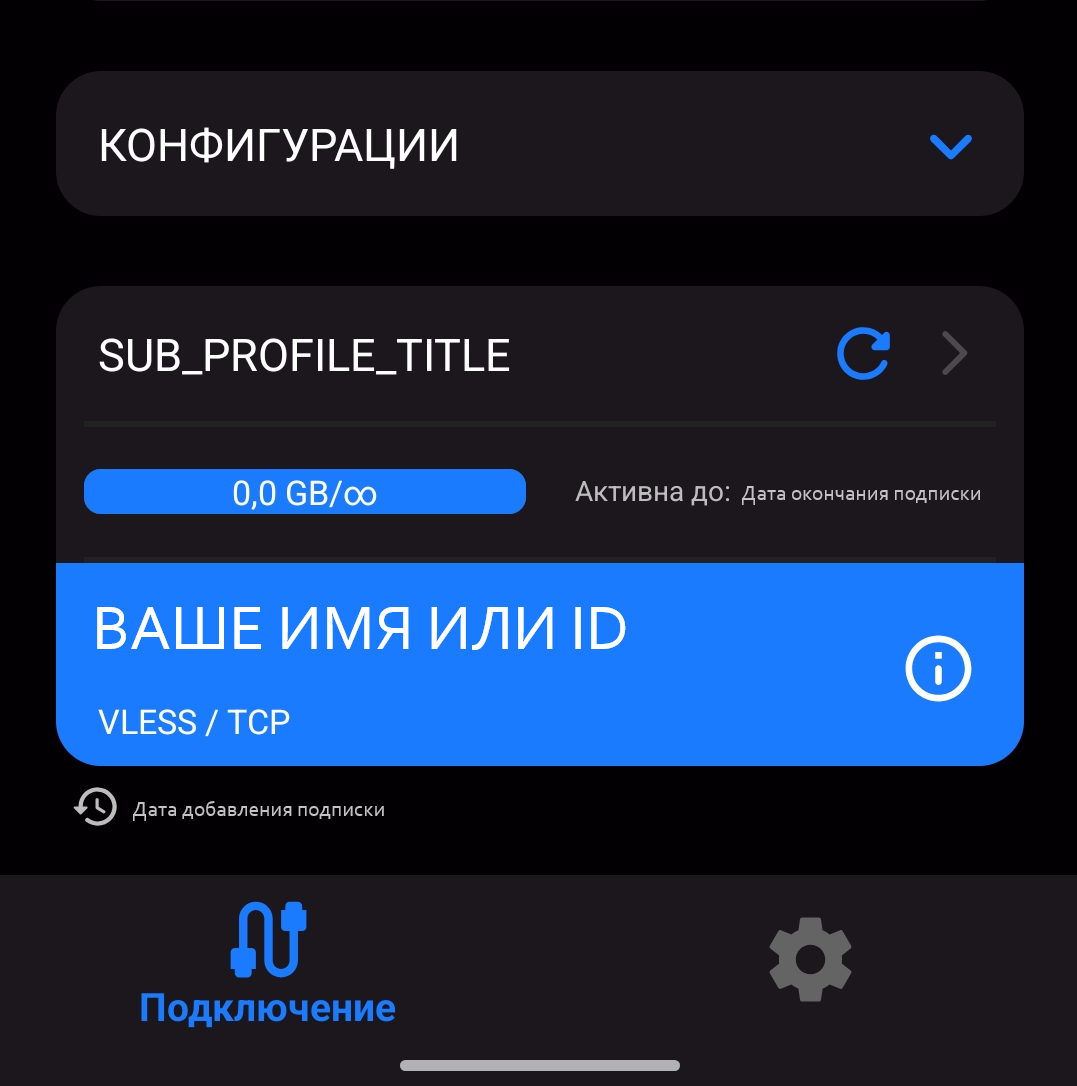 КОНФИГУРАЦИИ
SUB_PROFILE_TITLE
0,0 GB/∞
Активна до: Дата окончания подписки
ВАШЕ ИМЯ ИЛИ ID
VLESS / TCP
Дата добавления подписки
Подключение